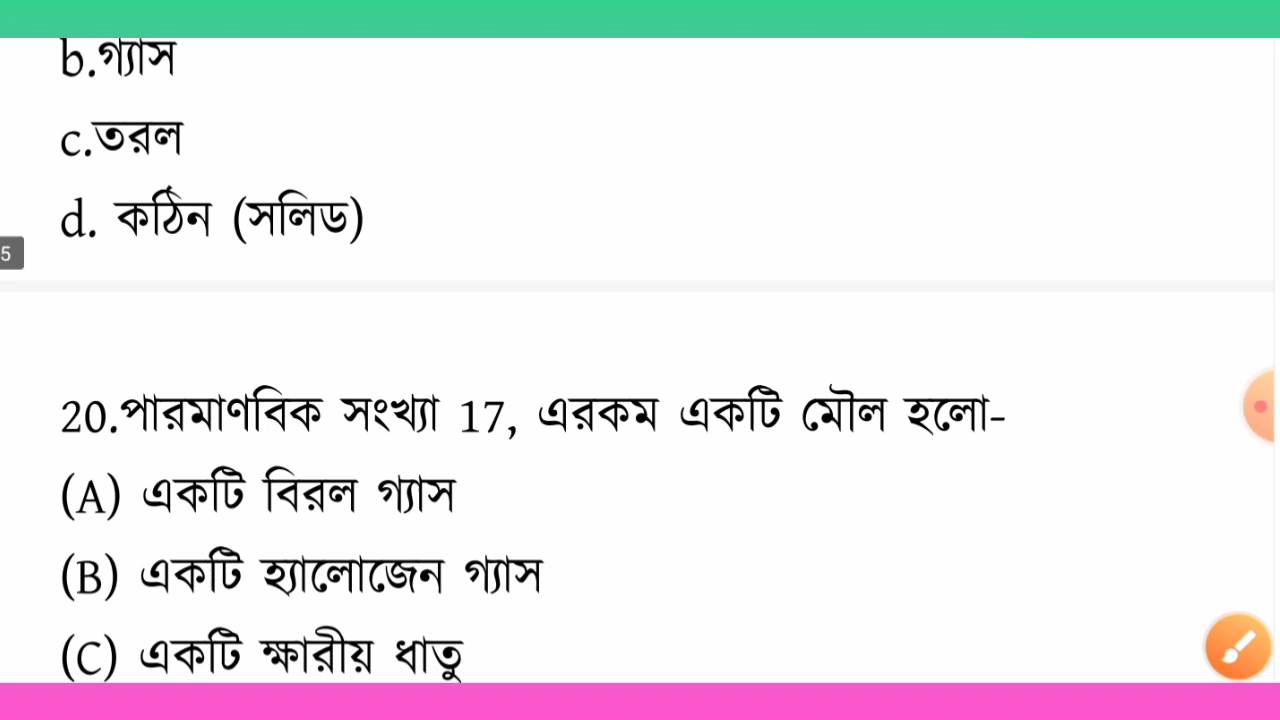 b.গ্যাস
c.তরল
d. কঠিন (সলিড)
5
20.পারমাণবিক সংখ্যা 17, এরকম একটি মৌল হলো-
(A) একটি বিরল গ্যাস
(B) একটি হ্যালোজেন গ্যাস
(C) একটি ক্ষারীয় ধাতু